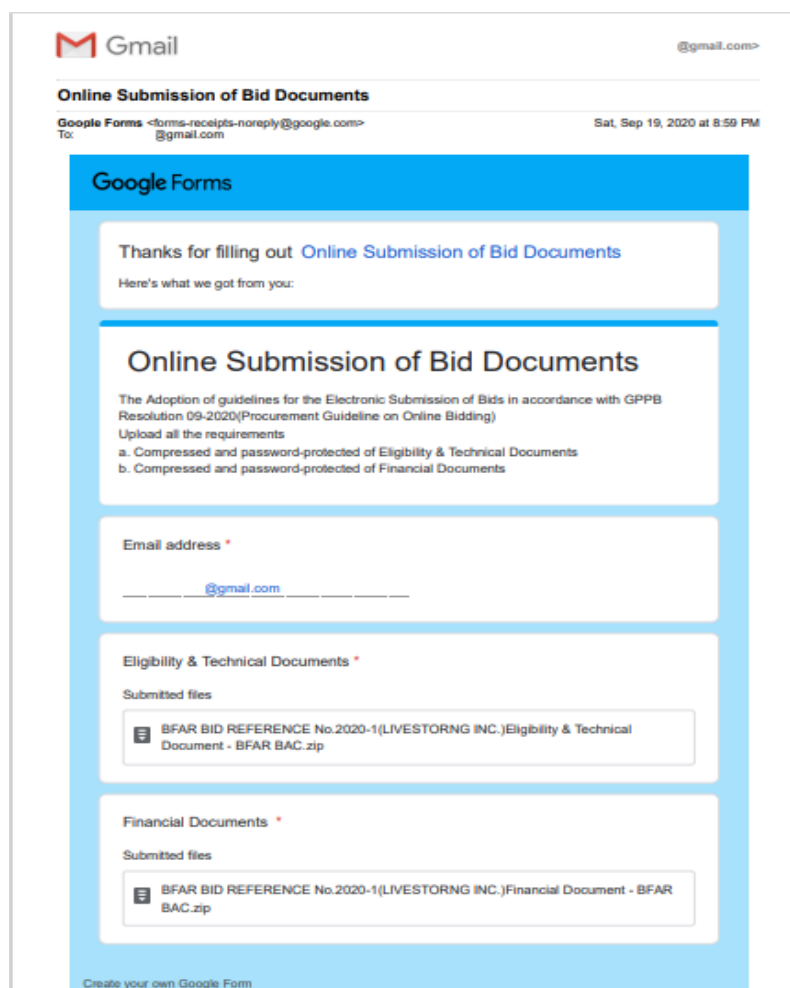 Gmail
@gmail.com>
Online Submission of Bid Documents
Google Forms <forms-receipts-noreply@google.com>
Sat, Sep 19, 2020 at 8:59 PM
To: @gmail.com
Google Forms
Thanks for filling out Online Submission of Bid Documents
Here's what we got from you:
Online Submission of Bid Documents
The Adoption of guidelines for the Electronic Submission of Bids in accordance with GPPB
Resolution 09-2020(Procurement Guideline on Online Bidding)
Upload all the requirements
a. Compressed and password-protected of Eligibility & Technical Documents
b. Compressed and password-protected of Financial Documents
Email address *
@gmail.com
Eligibility & Technical Documents *
Submitted files
BFAR BID REFERENCE No.2020-1(LIVESTORNG INC.)Eligibility & Technical
Document - BFAR BAC.zip
Financial Documents *
Submitted files
BFAR BID REFERENCE No.2020-1(LIVESTORNG INC.)Financial Document - BFAR
BAC.zip
Create your own Google Form